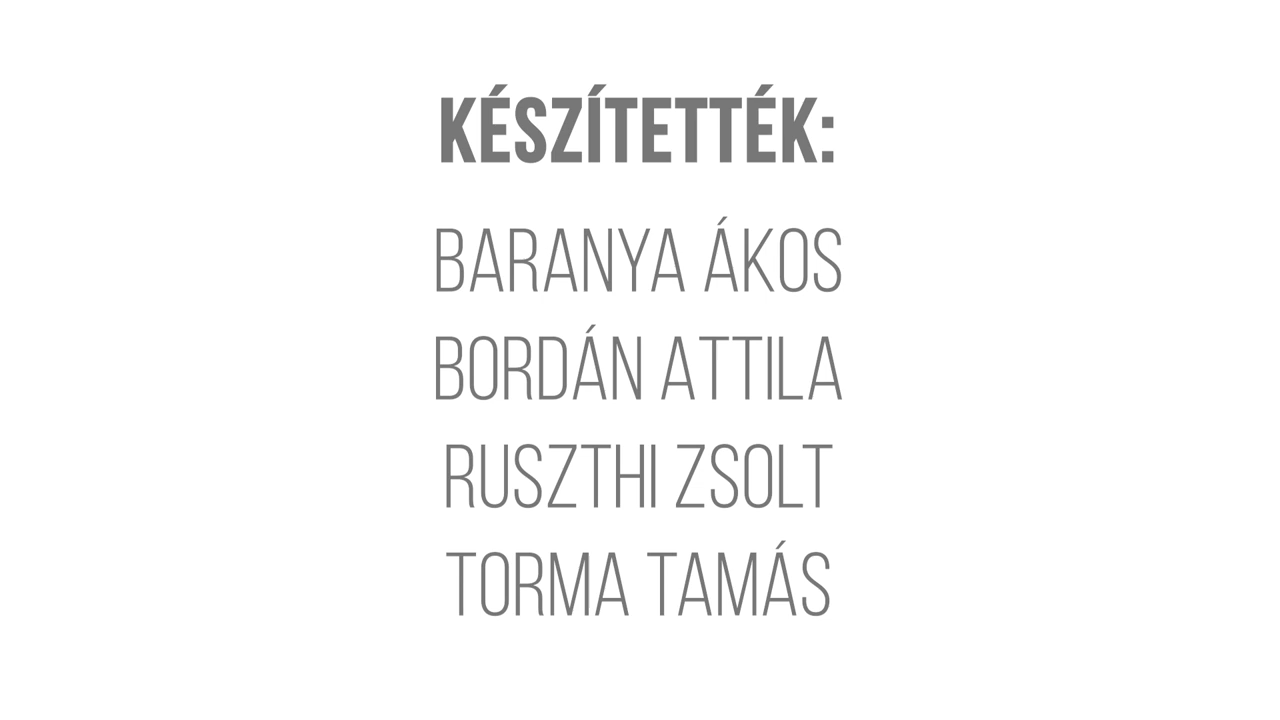 KÉSZÍTETTÉK:
BARANYA ÁKOS
BORDÁN ATTILA
RUSZTHI ZSOLT
TORMA TAMÁS